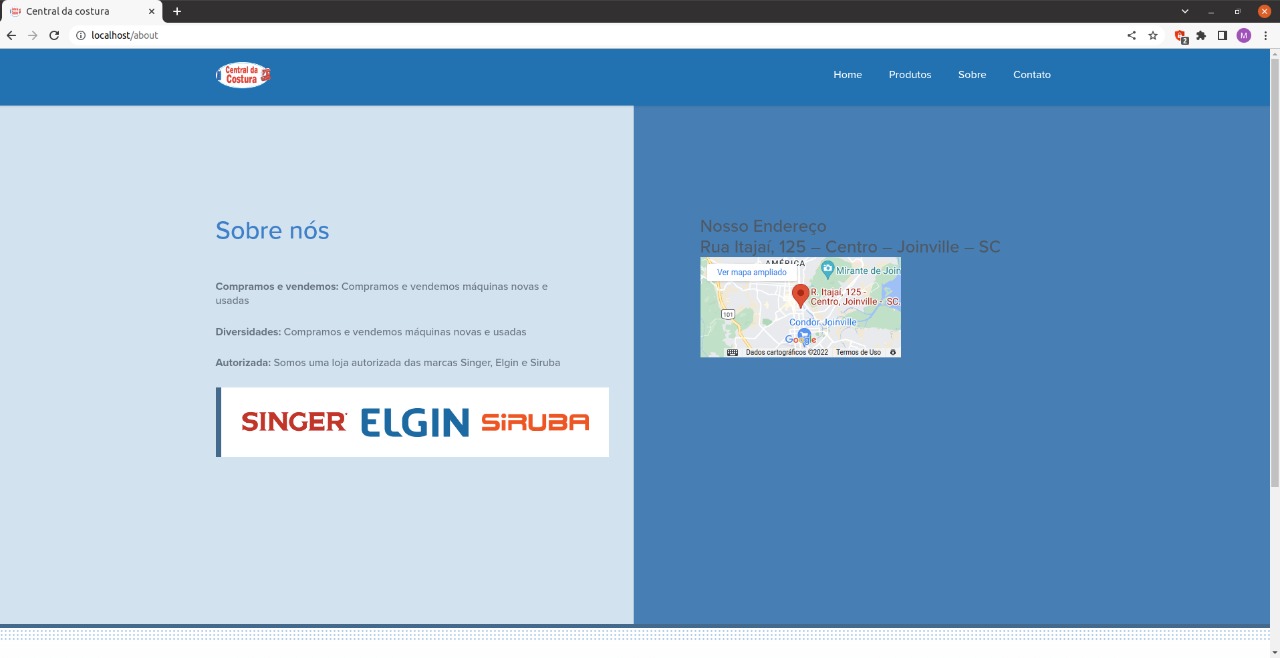 Central da costura
localhost/about
2
M
Central da
Costura
Home
Produtos
Sobre
Contato
Sobre nós
Compramos e vendemos: Compramos e vendemos máquinas novas e
usadas
Diversidades: Compramos e vendemos máquinas novas e usadas
Autorizada: Somos uma loja autorizada das marcas Singer, Elgin e Siruba
SINGER ELGIN SiRUBA
Nosso Endereço
Rua Itajaí, 125 – Centro – Joinville – SC
AMÉRICA
Ver mapa ampliado
Mirante de Join
R. Itajaí, 125 -
Centro, Joinville - SC,
101
Condor Joinville
Google
Dados cartográficos ©2022 Termos de Uso